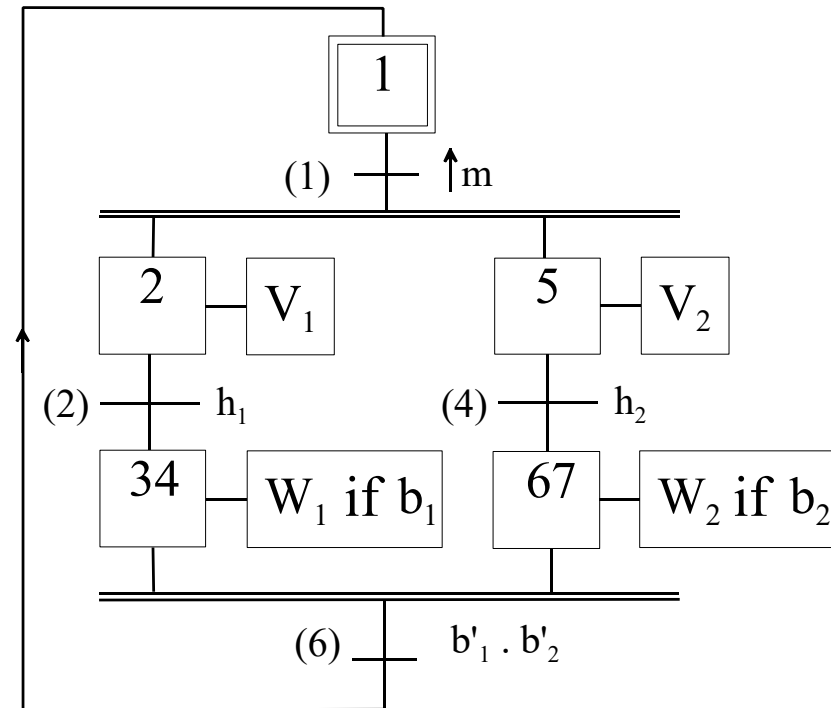 1
(1) ↑m
2 V₁ 5 V₂
(2) h₁ (4) h₂
34 W₁ if b₁ 67 W₂ if b₂
(6) b'₁ . b'₂